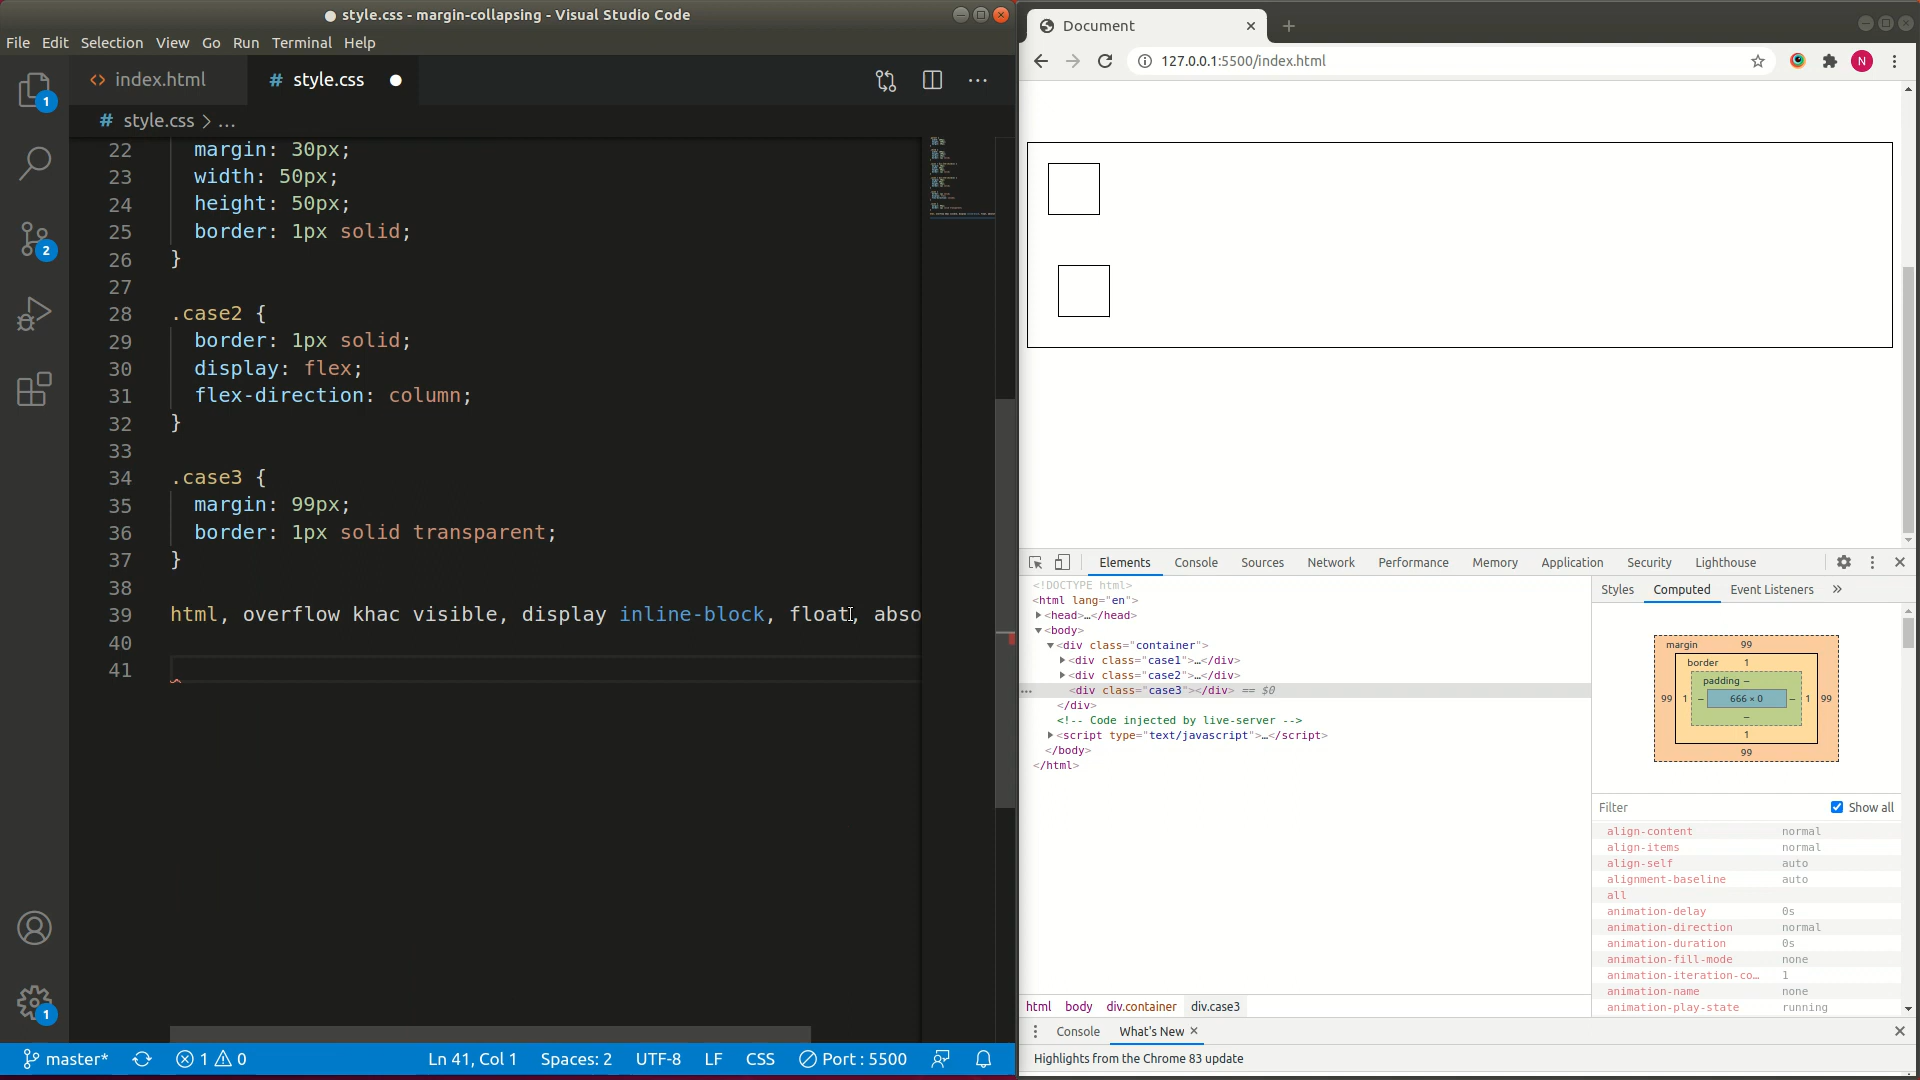 style.css - margin-collapsing - Visual Studio Code
File Edit Selection View Go Run Terminal Help
index.html
# style.css
# style.css > ...
22 margin: 30px;
23 width: 50px;
24 height: 50px;
25 border: 1px solid;
26 }
27
28 .case2 {
29 border: 1px solid;
30 display: flex;
31 flex-direction: column;
32 }
33
34 .case3 {
35 margin: 99px;
36 border: 1px solid transparent;
37 }
38
39 html, overflow khac visible, display inline-block, float, abso
40
41
1
2
1
master* 1 0 Ln 41, Col 1 Spaces: 2 UTF-8 LF CSS Port : 5500
Document
127.0.0.1:5500/index.html
N
Elements Console Sources Network Performance Memory Application Security Lighthouse
<!DOCTYPE html>
<html lang="en">
<head>…</head>
<body>
<div class="container">
<div class="case1">…</div>
<div class="case2">…</div>
<div class="case3"></div> == $0
</div>
<!-- Code injected by live-server -->
<script type="text/javascript">…</script>
</body>
</html>
html body div.container div.case3
Styles Computed Event Listeners »
margin 99
border 1
padding –
99 1 – 666 × 0 – 1 99
–
1
99
Filter Show all
align-content normal
align-items normal
align-self auto
alignment-baseline auto
all
animation-delay 0s
animation-direction normal
animation-duration 0s
animation-fill-mode none
animation-iteration-co… 1
animation-name none
animation-play-state running
Console What's New
Highlights from the Chrome 83 update